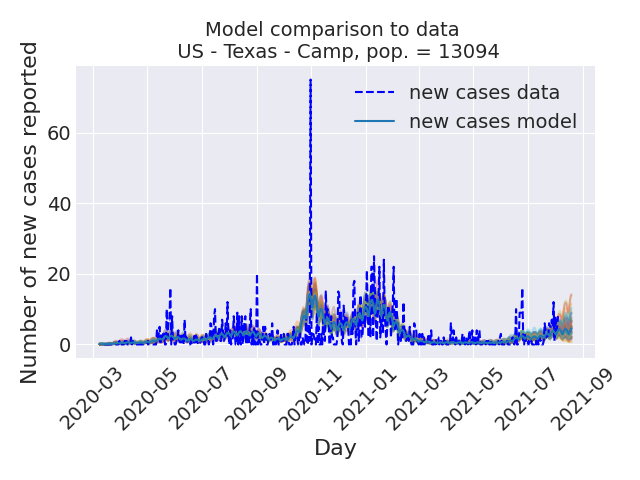 Model comparison to data
US - Texas - Camp, pop. = 13094
Number of new cases reported
60
40
20
0
new cases data
new cases model
2020-03
2020-05
2020-07
2020-09
2020-11
2021-01
2021-03
2021-05
2021-07
2021-09
Day